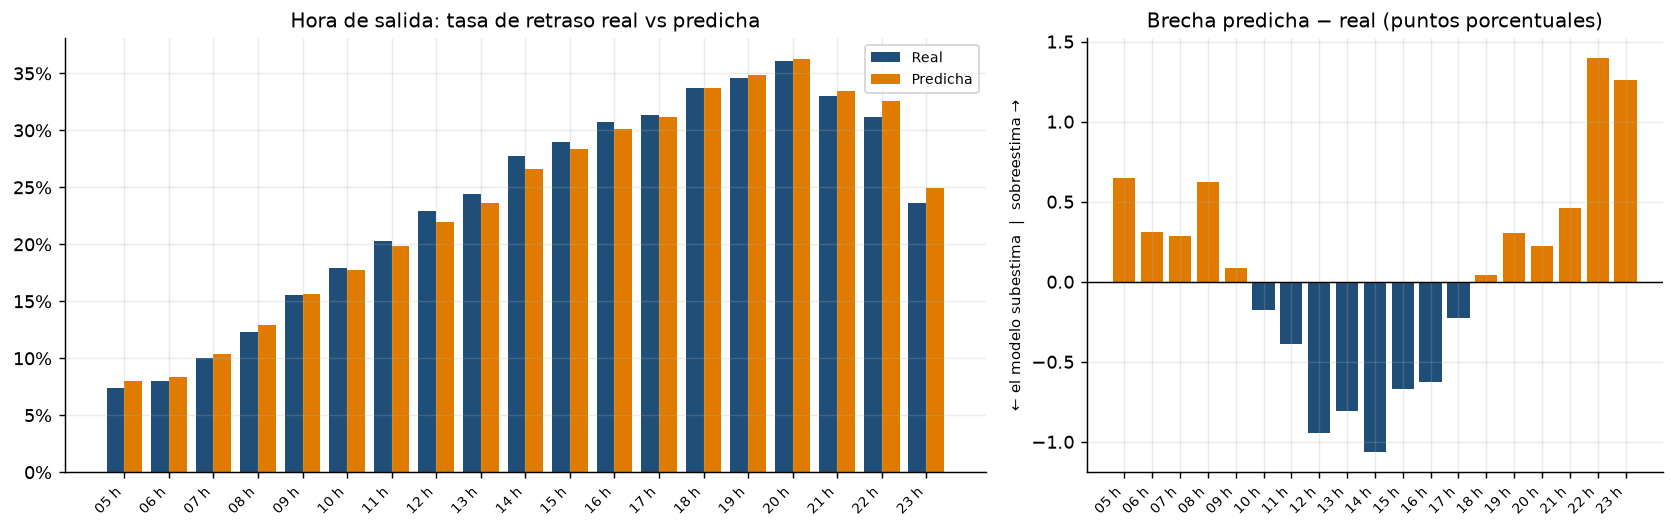 Hora de salida: tasa de retraso real vs predicha
Real
Predicha
35%
30%
25%
20%
15%
10%
5%
0%
05 h
06 h
07 h
08 h
09 h
10 h
11 h
12 h
13 h
14 h
15 h
16 h
17 h
18 h
19 h
20 h
21 h
22 h
23 h
Brecha predicha − real (puntos porcentuales)
← el modelo subestima | sobreestima →
1.5
1.0
0.5
0.0
−0.5
−1.0
05 h
06 h
07 h
08 h
09 h
10 h
11 h
12 h
13 h
14 h
15 h
16 h
17 h
18 h
19 h
20 h
21 h
22 h
23 h